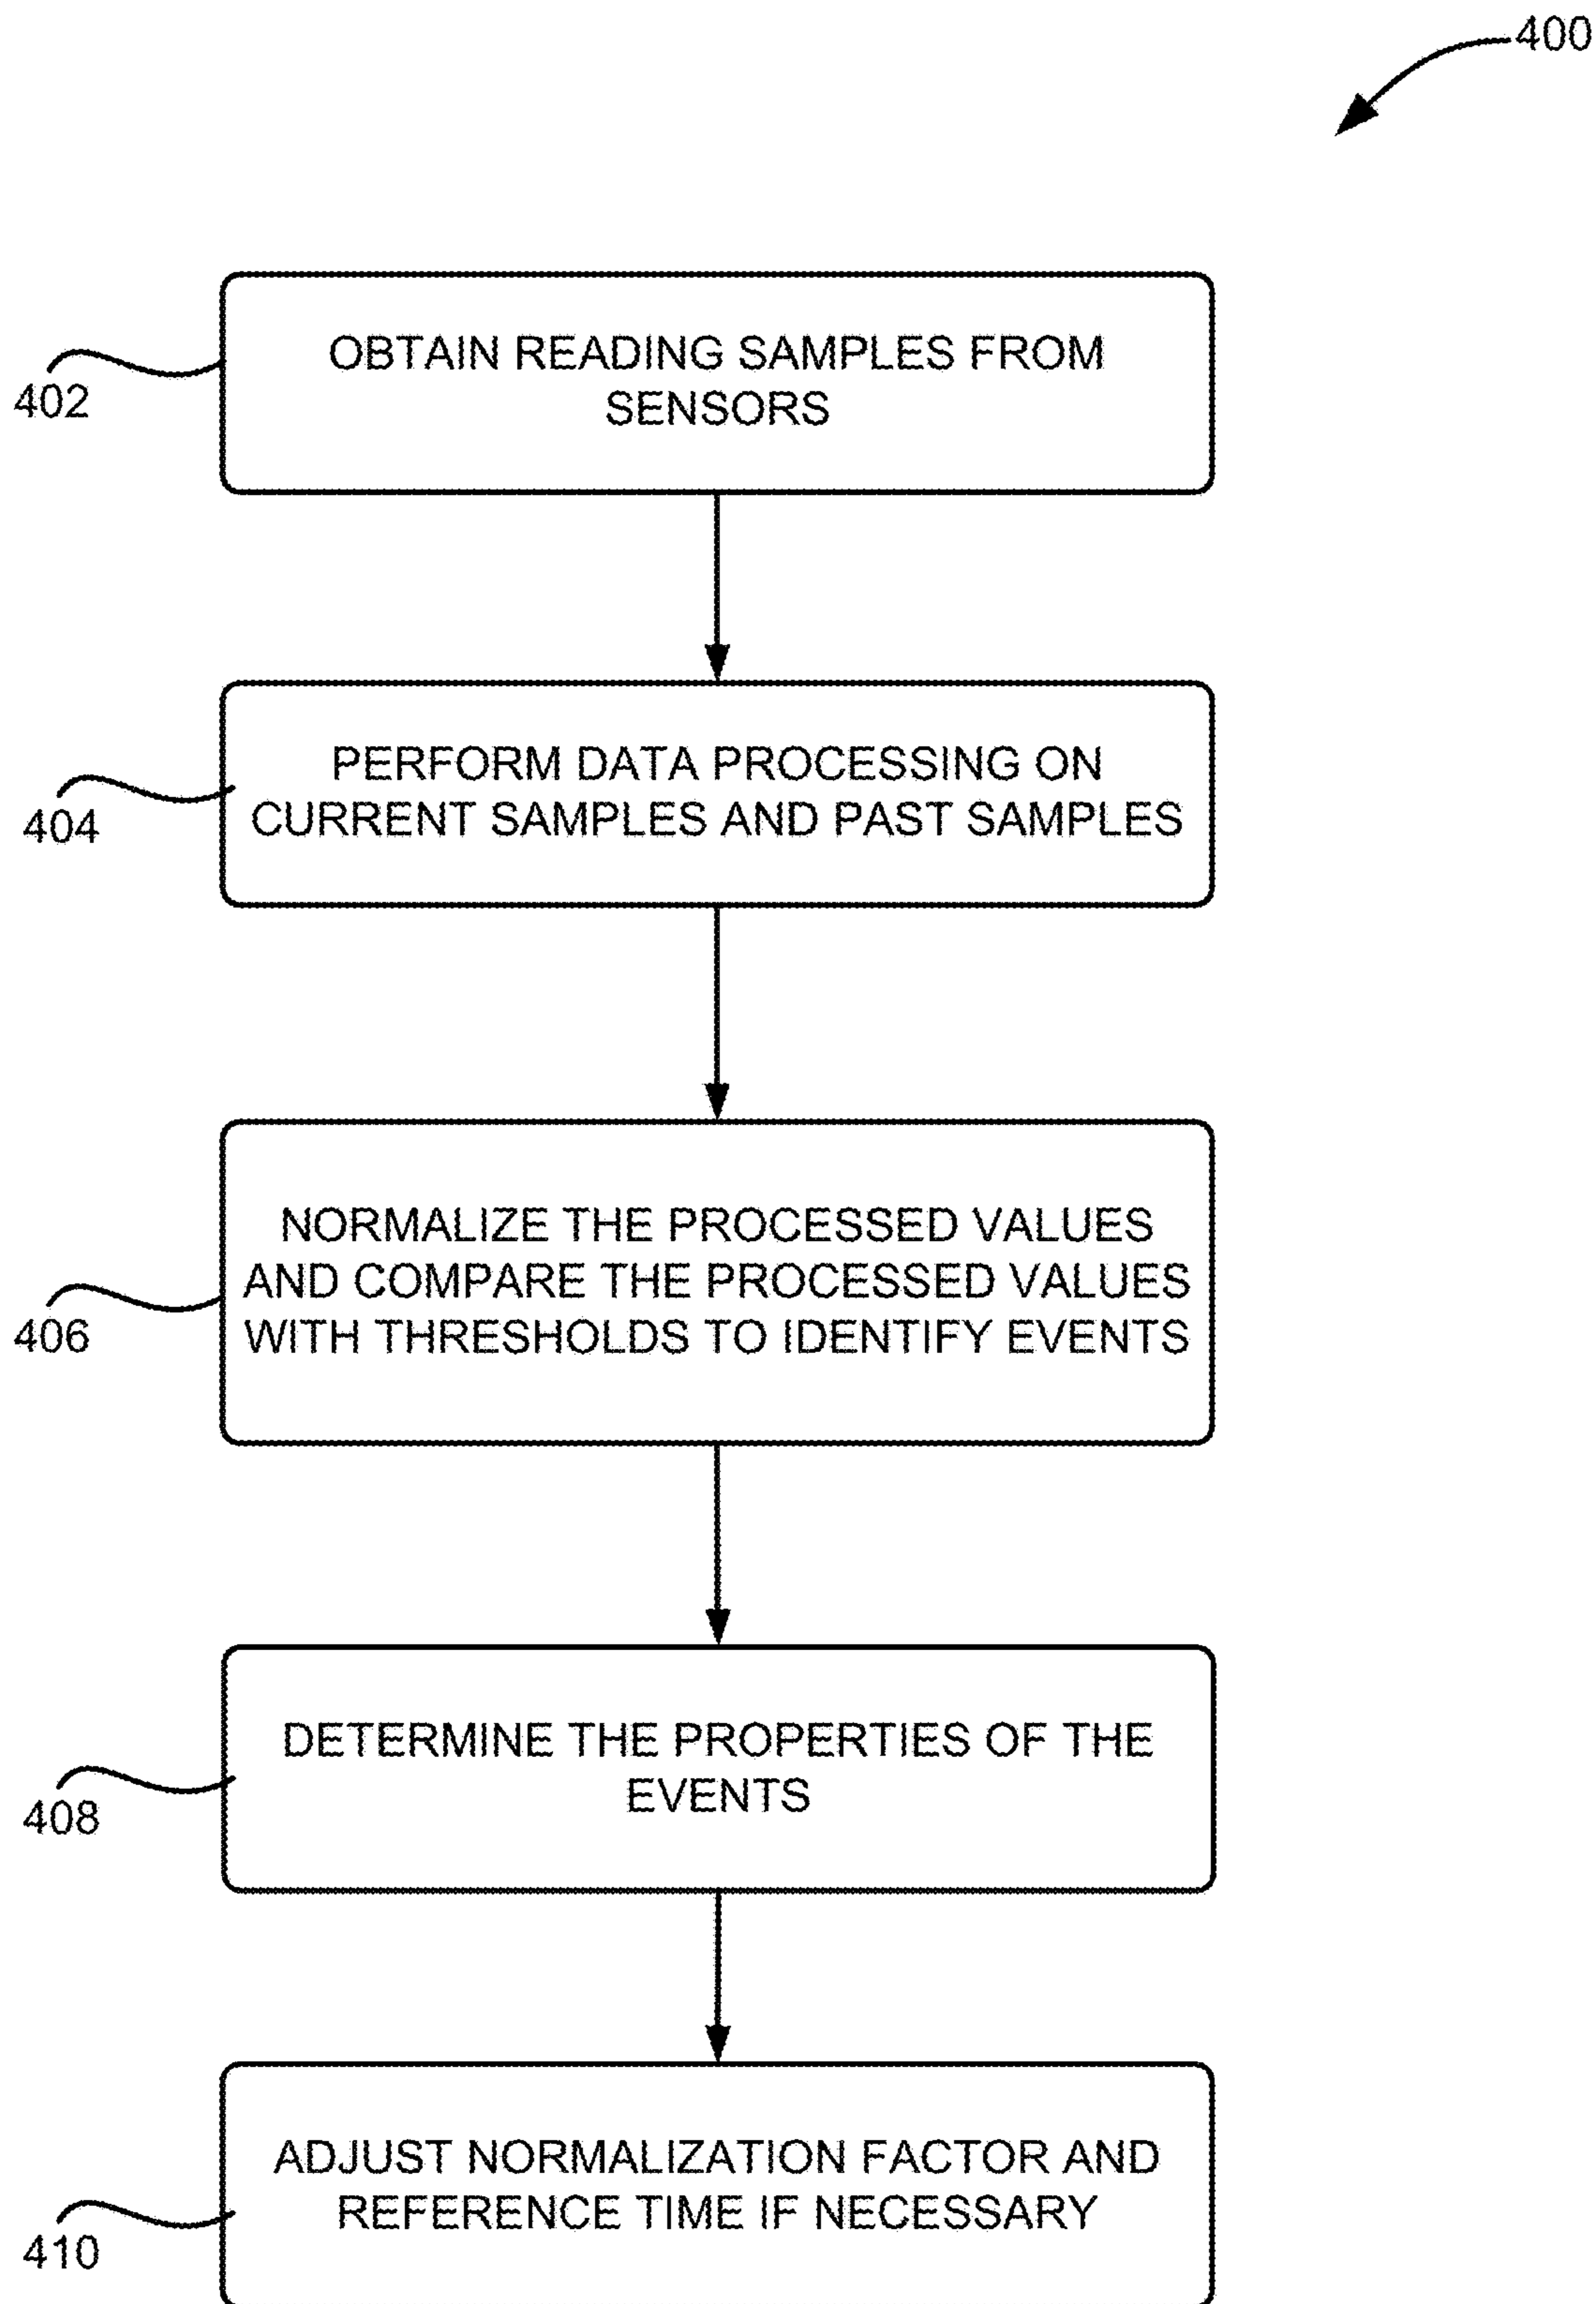 400
OBTAIN READING SAMPLES FROM
SENSORS
402
PERFORM DATA PROCESSING ON
CURRENT SAMPLES AND PAST SAMPLES
404
NORMALIZE THE PROCESSED VALUES
AND COMPARE THE PROCESSED VALUES
WITH THRESHOLDS TO IDENTIFY EVENTS
406
DETERMINE THE PROPERTIES OF THE
EVENTS
408
ADJUST NORMALIZATION FACTOR AND
REFERENCE TIME IF NECESSARY
410